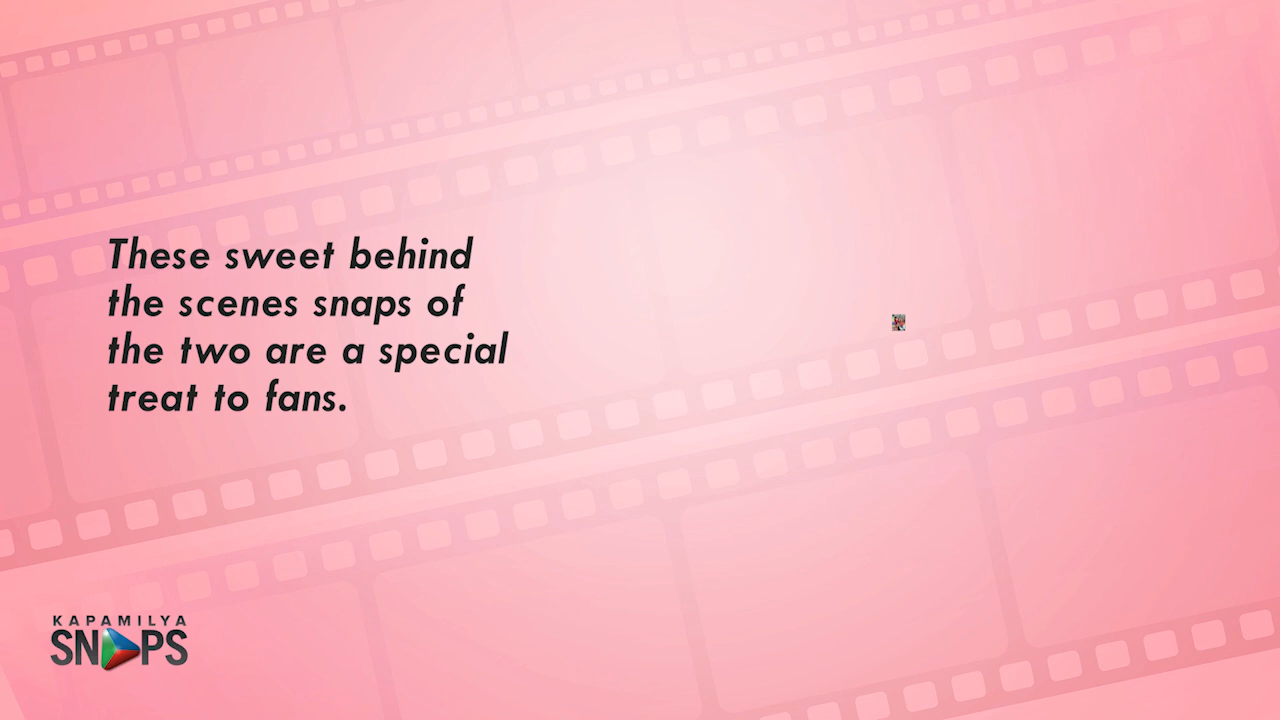 These sweet behind
the scenes snaps of
the two are a special
treat to fans.
KAPAMILYA
SNAPS